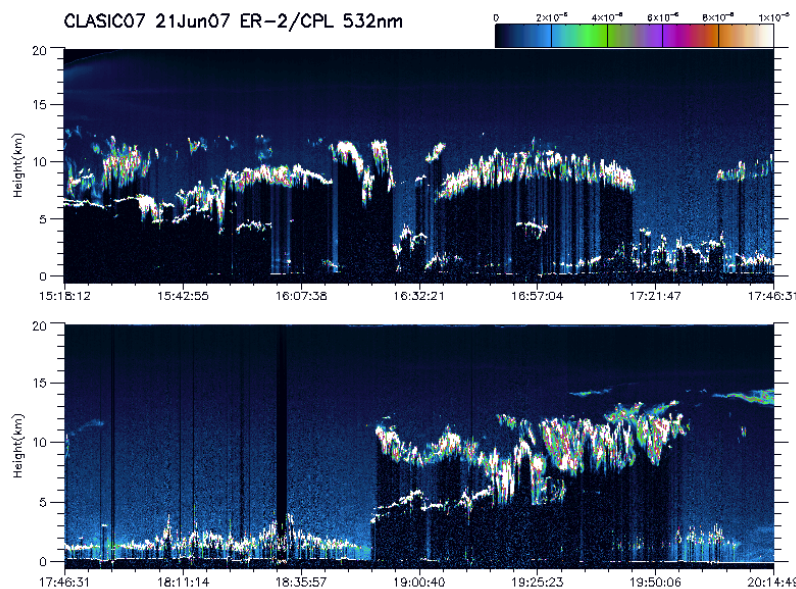 CLASIC07 21Jun07 ER-2/CPL 532nm
0 2×10⁻⁶ 4×10⁻⁶ 6×10⁻⁶ 8×10⁻⁶ 1×10⁻⁵
20
15
10
5
0
Height(km)
15:18:12 15:42:55 16:07:38 16:32:21 16:57:04 17:21:47 17:46:31
20
15
10
5
0
Height(km)
17:46:31 18:11:14 18:35:57 19:00:40 19:25:23 19:50:06 20:14:49